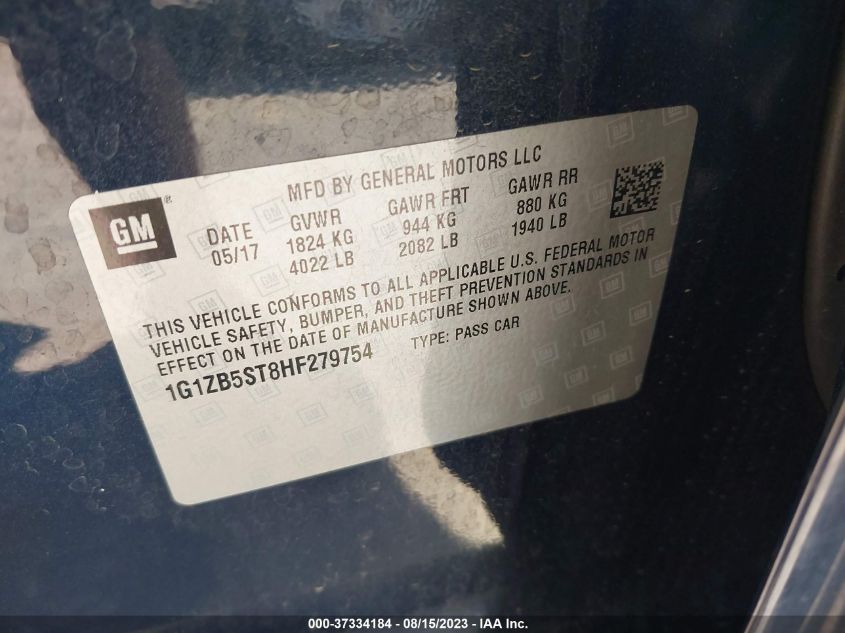 MFD BY GENERAL MOTORS LLC
GM ®
DATE GVWR GAWR FRT GAWR RR
05/17 1824 KG 944 KG 880 KG
4022 LB 2082 LB 1940 LB
THIS VEHICLE CONFORMS TO ALL APPLICABLE U.S. FEDERAL MOTOR
VEHICLE SAFETY, BUMPER, AND THEFT PREVENTION STANDARDS IN
EFFECT ON THE DATE OF MANUFACTURE SHOWN ABOVE.
1G1ZB5ST8HF279754 TYPE: PASS CAR
000-37334184 - 08/15/2023 - IAA Inc.